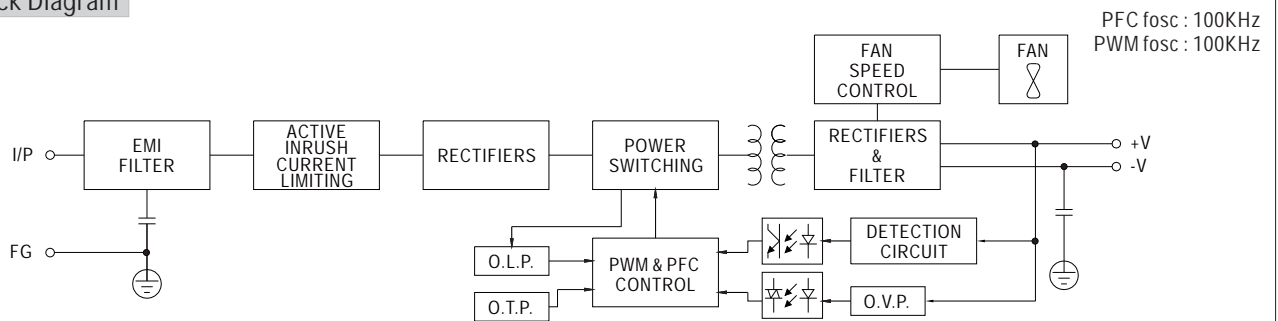 ck Diagram
PFC fosc : 100KHz
PWM fosc : 100KHz
FAN
SPEED
CONTROL
FAN
I/P
EMI
FILTER
ACTIVE
INRUSH
CURRENT
LIMITING
RECTIFIERS
POWER
SWITCHING
RECTIFIERS
&
FILTER
+V
-V
FG
O.L.P.
O.T.P.
PWM & PFC
CONTROL
DETECTION
CIRCUIT
O.V.P.